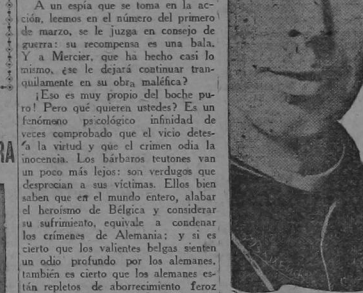 A un espía que se toma en la ac-
ción, leemos en el número del primero
de marzo, se le juzga en consejo de
guerra: su recompensa es una bala.
Y a Mercier, que ha hecho casi lo
mismo, ¿se le dejará continuar tran-
quilamente en su obra maléfica?
¡Eso es muy propio del boche pu-
ro! Pero qué quieren ustedes? Es un
fenómeno psicológico infinidad de
veces comprobado que el vicio detes-
ta la virtud y que el crimen odia la
RA
inocencia. Los bárbaros teutones van
un poco más lejos: son verdugos que
desprecian a sus víctimas. Ellos bien
saben que en el mundo entero, alabar
el heroísmo de Bélgica y considerar
su sufrimiento, equivale a condenar
los crímenes de Alemania; y si es
cierto que los valientes belgas sienten
un odio profundo por los alemanes,
también es cierto que los alemanes es-
tán repletos de aborrecimiento feroz